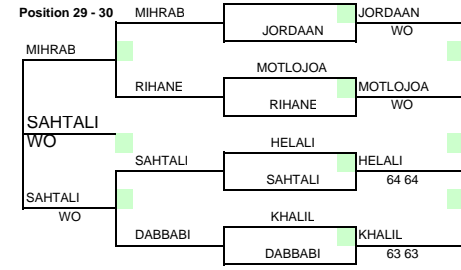 Position 29 - 30 MIHRAB JORDAAN
JORDAAN WO
MIHRAB
MOTLOJOA
RIHANE MOTLOJOA
RIHANE WO
SAHTALI
WO
HELALI
SAHTALI HELALI
SAHTALI 64 64
SAHTALI
WO
KHALIL
DABBABI KHALIL
DABBABI 63 63